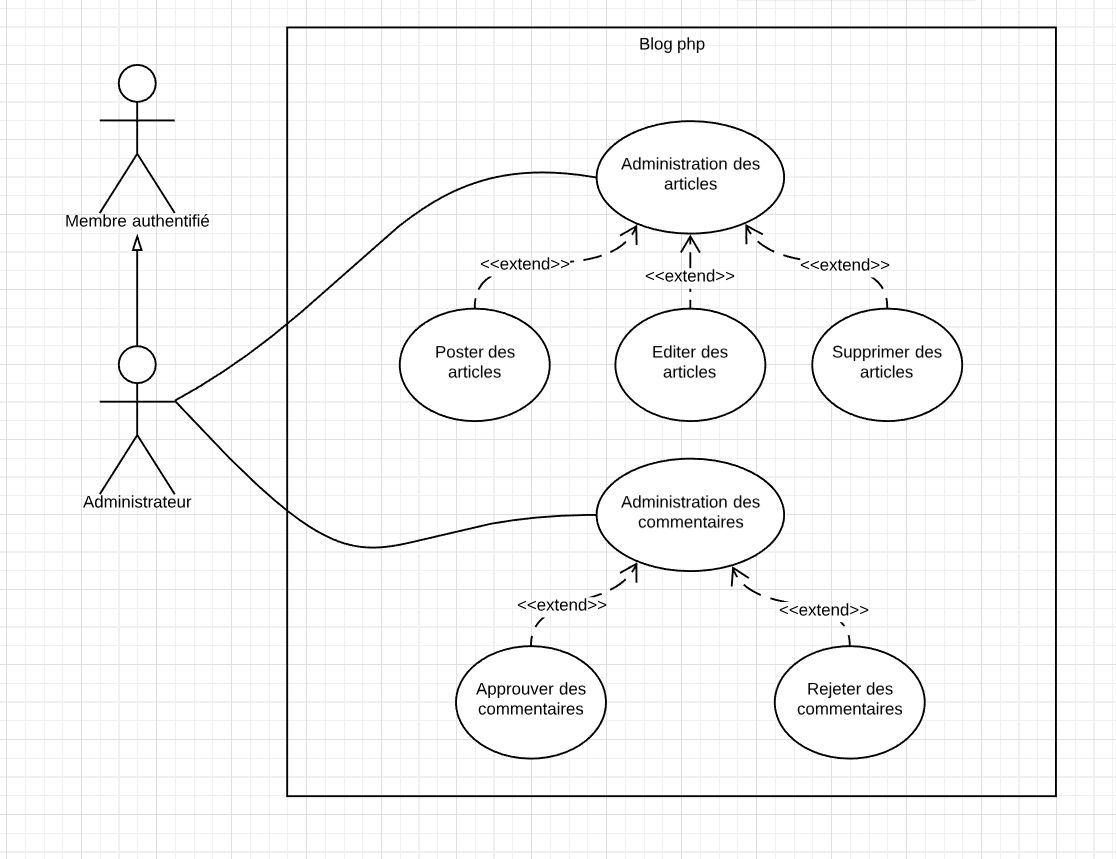 Blog php
Membre authentifié
Administration des
articles
<<extend>>
<<extend>>
<<extend>>
Poster des
articles
Editer des
articles
Supprimer des
articles
Administrateur
Administration des
commentaires
<<extend>>
<<extend>>
Approuver des
commentaires
Rejeter des
commentaires